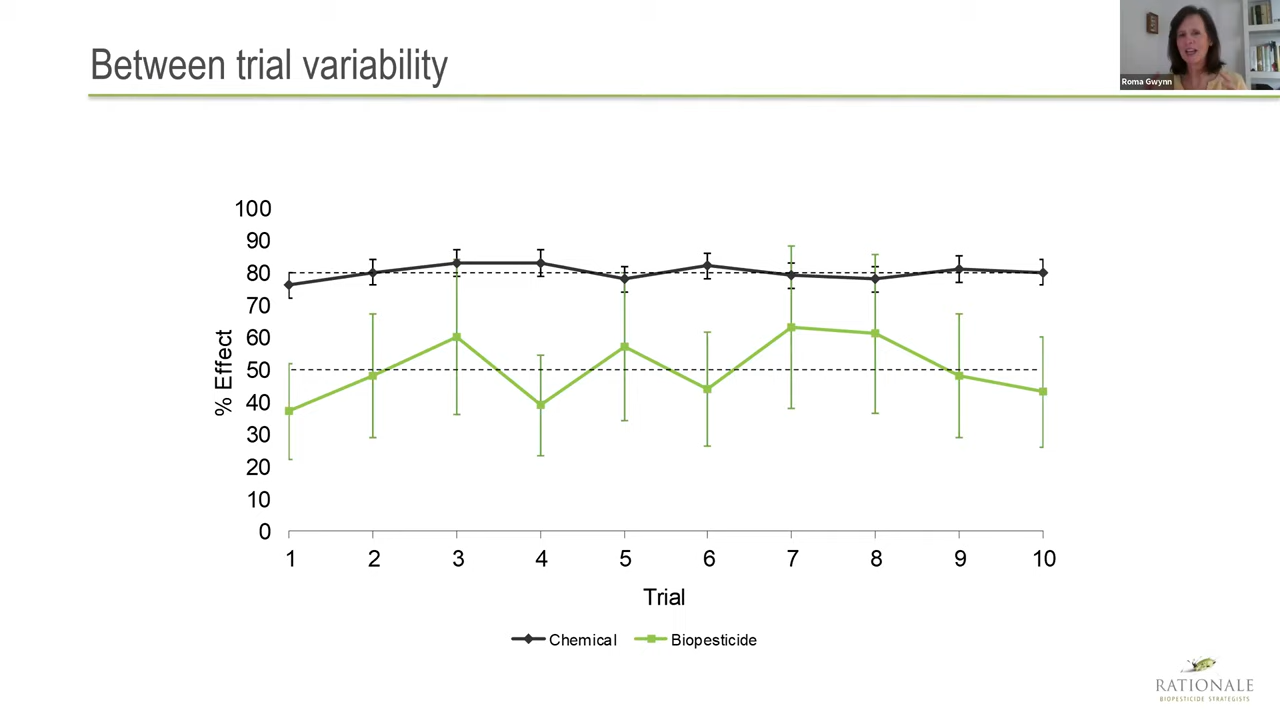 Between trial variability
Roma Gwynn
100
90
80
70
60
50
40
30
20
10
0
% Effect
1 2 3 4 5 6 7 8 9 10
Trial
Chemical Biopesticide
RATIONALE
BIOPESTICIDE STRATEGISTS